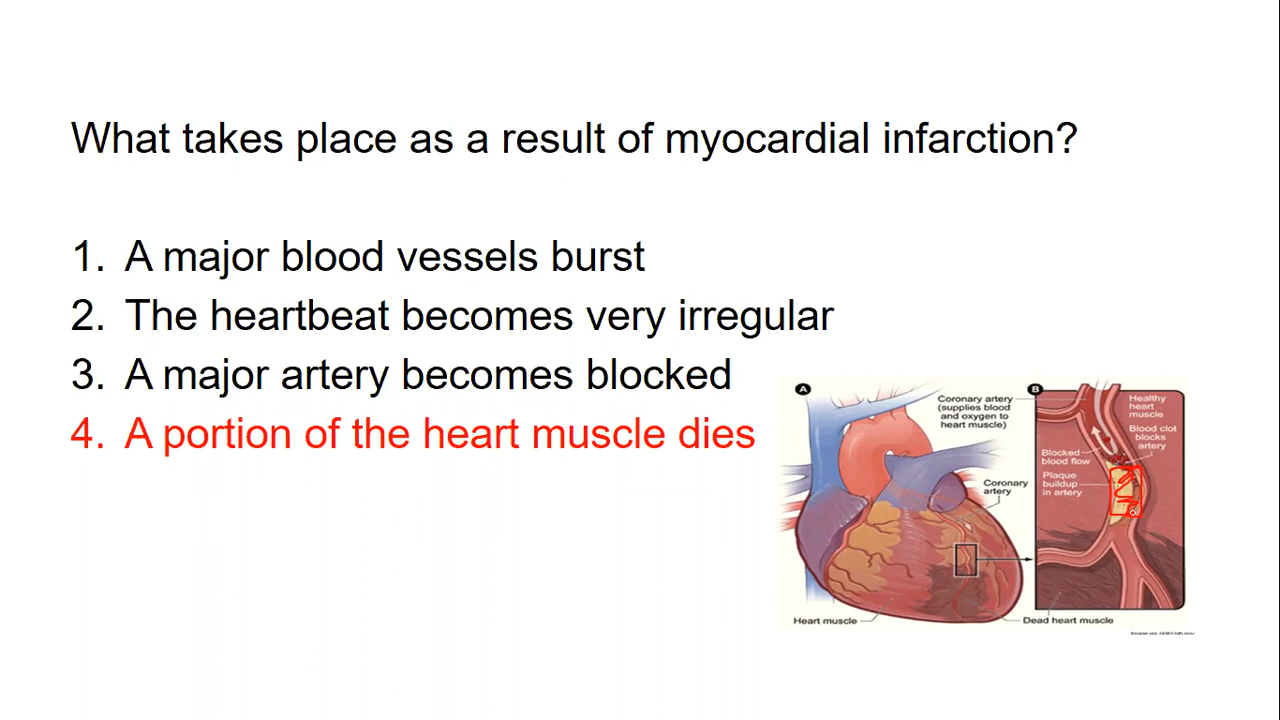 What takes place as a result of myocardial infarction?
1. A major blood vessels burst
2. The heartbeat becomes very irregular
3. A major artery becomes blocked
4. A portion of the heart muscle dies
A
B
Coronary artery
(supplies blood
and oxygen to
heart muscle)
Healthy
heart
muscle
Blood clot
blocks
artery
Blocked
blood flow
Plaque
buildup
in artery
Coronary
artery
Heart muscle
Dead heart muscle